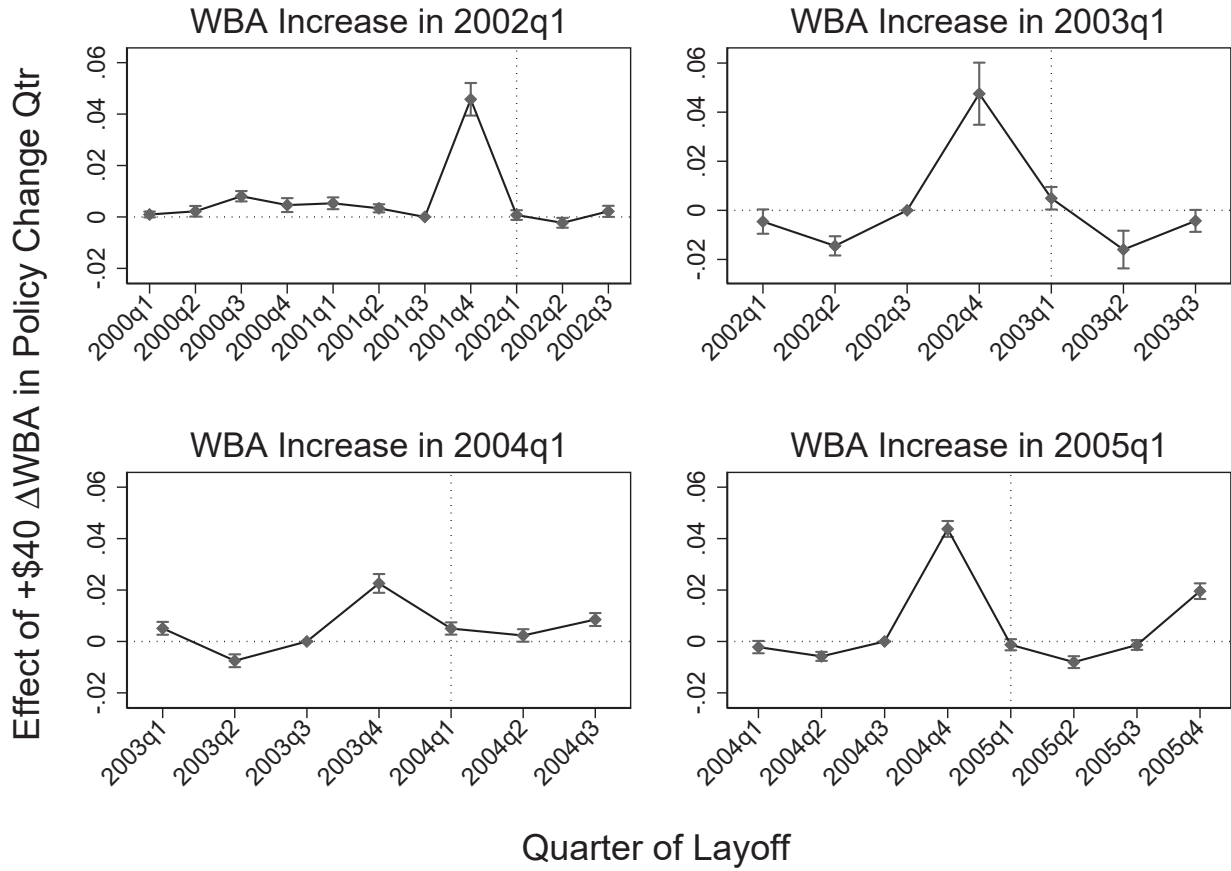 Effect of +$40 ΔWBA in Policy Change Qtr
WBA Increase in 2002q1
.06
.04
.02
0
-.02
2000q1
2000q2
2000q3
2000q4
2001q1
2001q2
2001q3
2001q4
2002q1
2002q2
2002q3
WBA Increase in 2003q1
.06
.04
.02
0
-.02
2002q1
2002q2
2002q3
2002q4
2003q1
2003q2
2003q3
WBA Increase in 2004q1
.06
.04
.02
0
-.02
2003q1
2003q2
2003q3
2003q4
2004q1
2004q2
2004q3
WBA Increase in 2005q1
.06
.04
.02
0
-.02
2004q1
2004q2
2004q3
2004q4
2005q1
2005q2
2005q3
2005q4
Quarter of Layoff